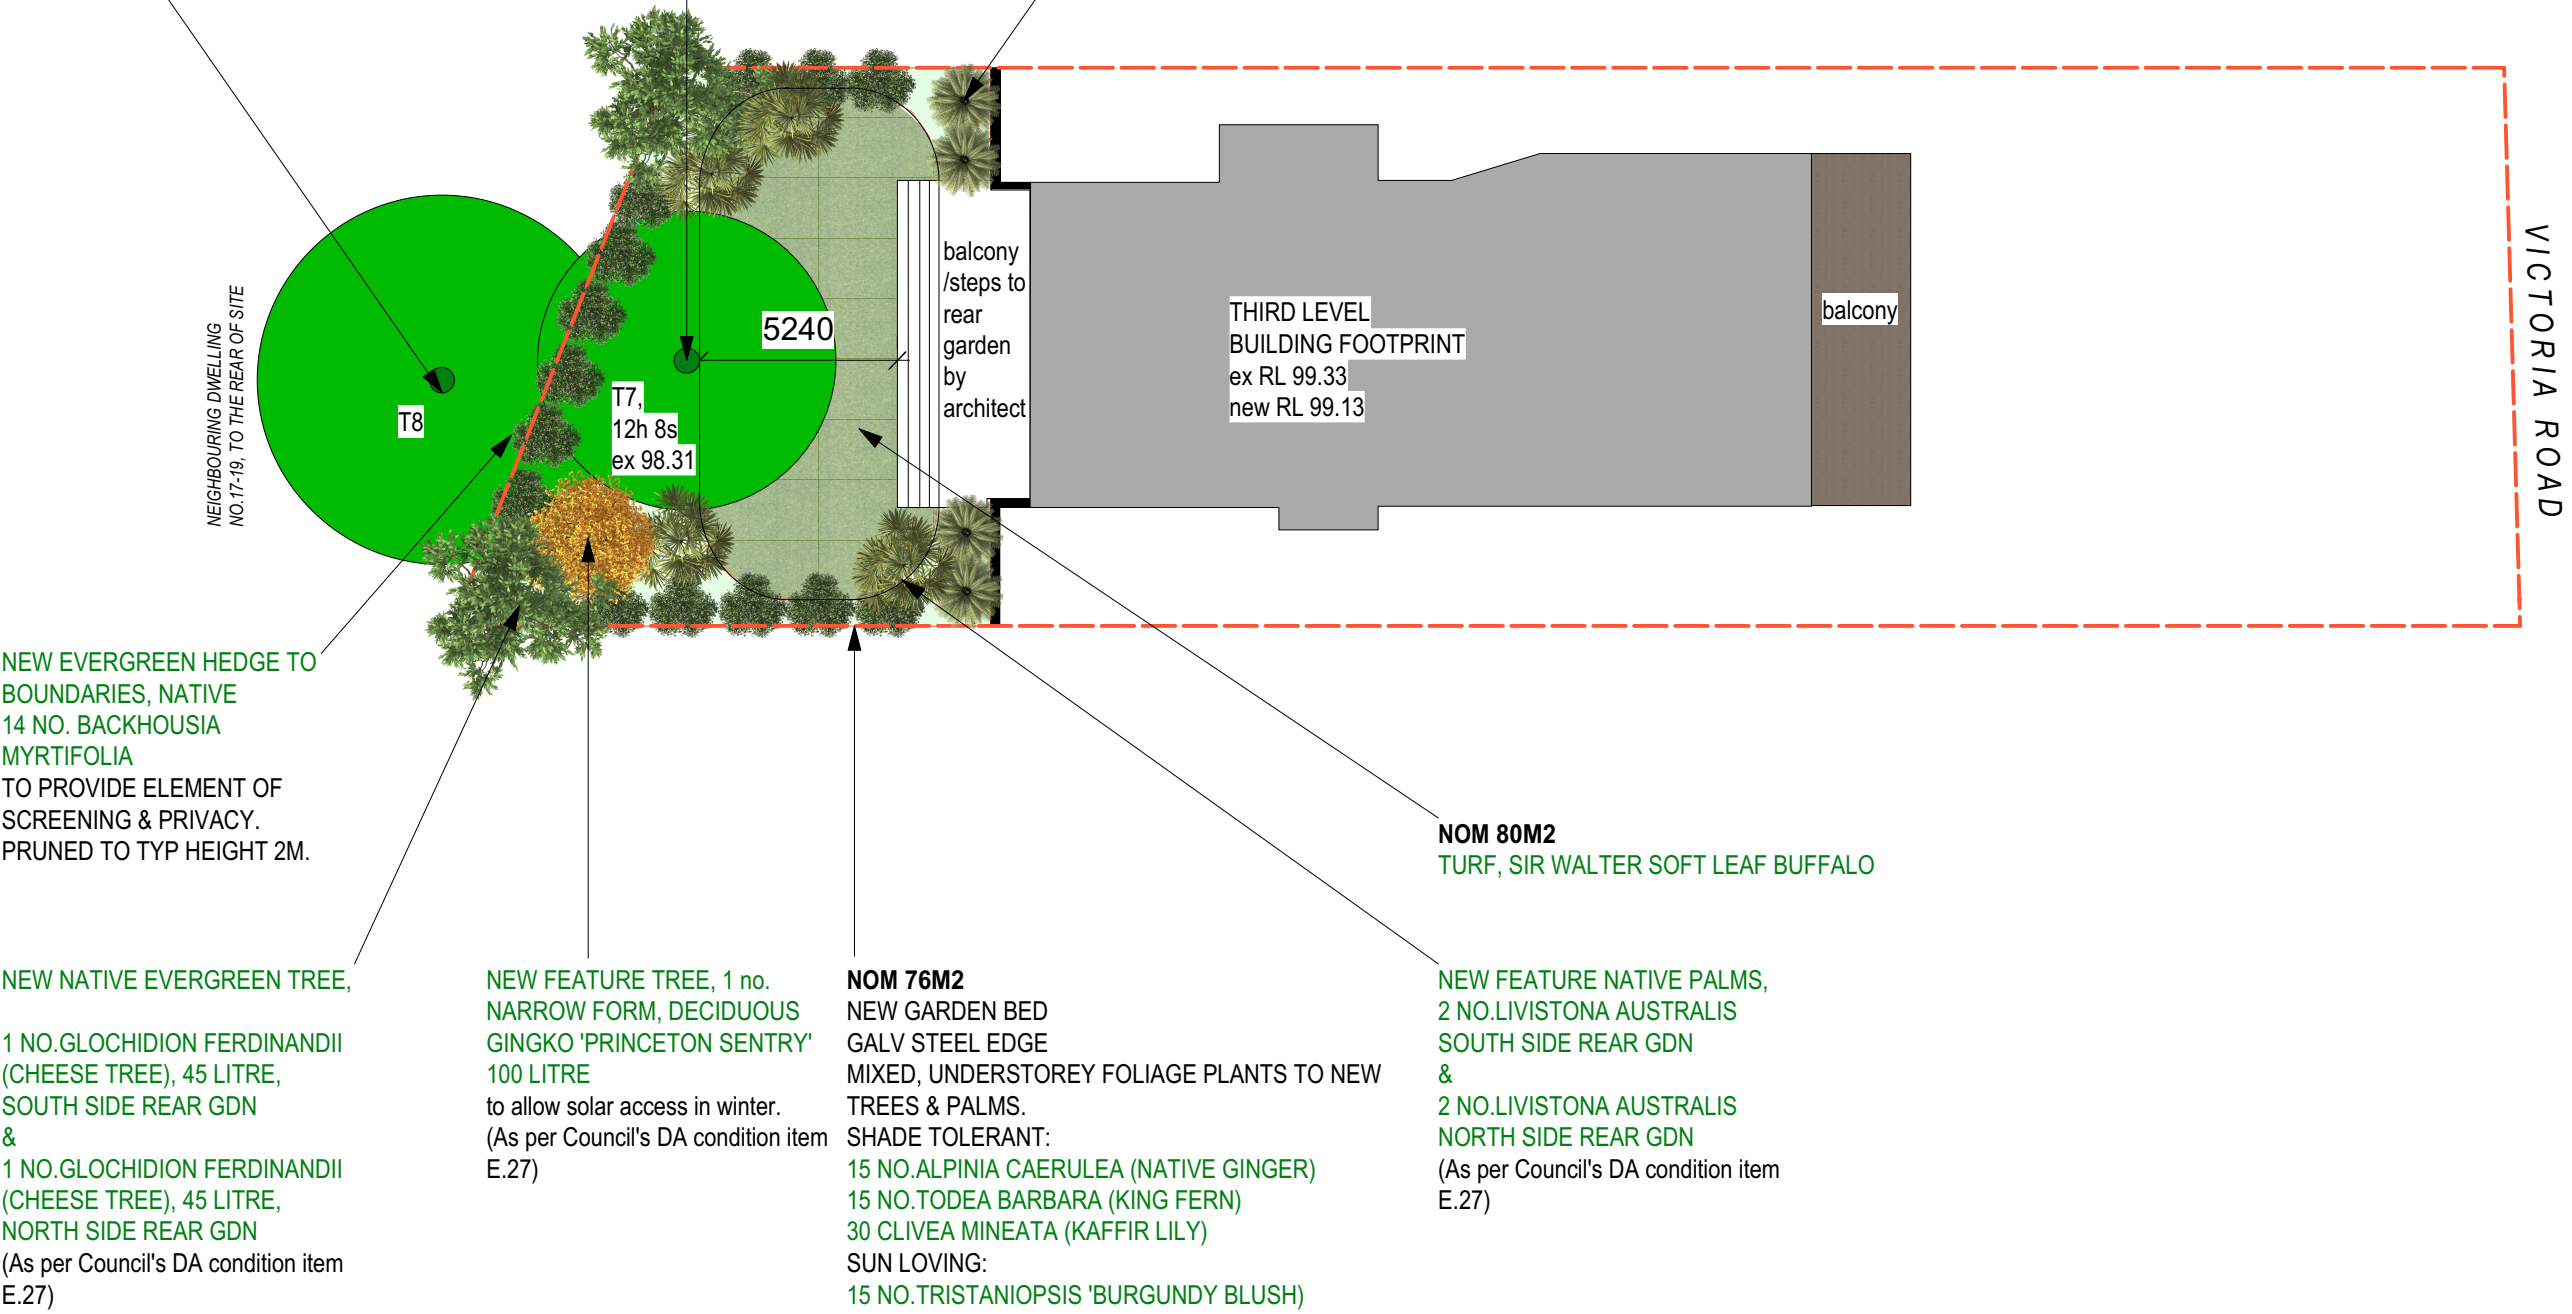 balcony
/steps to
rear
garden
by
architect
5240
THIRD LEVEL
BUILDING FOOTPRINT
ex RL 99.33
new RL 99.13
balcony
VICTORIA ROAD
NEIGHBOURING DWELLING
NO.17-19, TO THE REAR OF SITE
T8
T7,
12h 8s
ex 98.31
NEW EVERGREEN HEDGE TO
BOUNDARIES, NATIVE
14 NO. BACKHOUSIA
MYRTIFOLIA
TO PROVIDE ELEMENT OF
SCREENING & PRIVACY.
PRUNED TO TYP HEIGHT 2M.
NOM 80M2
TURF, SIR WALTER SOFT LEAF BUFFALO
NEW NATIVE EVERGREEN TREE,
1 NO.GLOCHIDION FERDINANDII
(CHEESE TREE), 45 LITRE,
SOUTH SIDE REAR GDN
&
1 NO.GLOCHIDION FERDINANDII
(CHEESE TREE), 45 LITRE,
NORTH SIDE REAR GDN
(As per Council's DA condition item
E.27)
NEW FEATURE TREE, 1 no.
NARROW FORM, DECIDUOUS
GINGKO 'PRINCETON SENTRY'
100 LITRE
to allow solar access in winter.
(As per Council's DA condition item
E.27)
NOM 76M2
NEW GARDEN BED
GALV STEEL EDGE
MIXED, UNDERSTOREY FOLIAGE PLANTS TO NEW
TREES & PALMS.
SHADE TOLERANT:
15 NO.ALPINIA CAERULEA (NATIVE GINGER)
15 NO.TODEA BARBARA (KING FERN)
30 CLIVEA MINEATA (KAFFIR LILY)
SUN LOVING:
15 NO.TRISTANIOPSIS 'BURGUNDY BLUSH)
NEW FEATURE NATIVE PALMS,
2 NO.LIVISTONA AUSTRALIS
SOUTH SIDE REAR GDN
&
2 NO.LIVISTONA AUSTRALIS
NORTH SIDE REAR GDN
(As per Council's DA condition item
E.27)